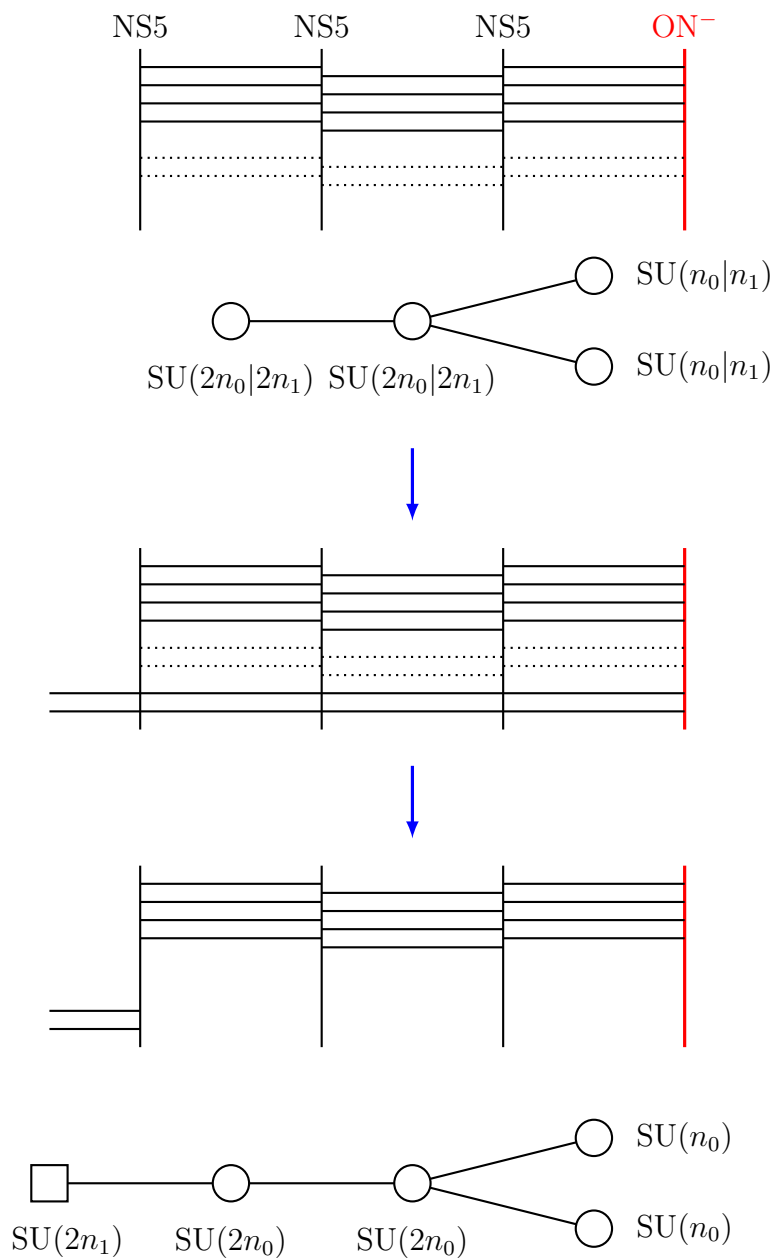 NS5 NS5 NS5 ON⁻
SU(n₀|n₁)
SU(2n₀|2n₁) SU(2n₀|2n₁) SU(n₀|n₁)
SU(n₀)
SU(2n₁) SU(2n₀) SU(2n₀) SU(n₀)